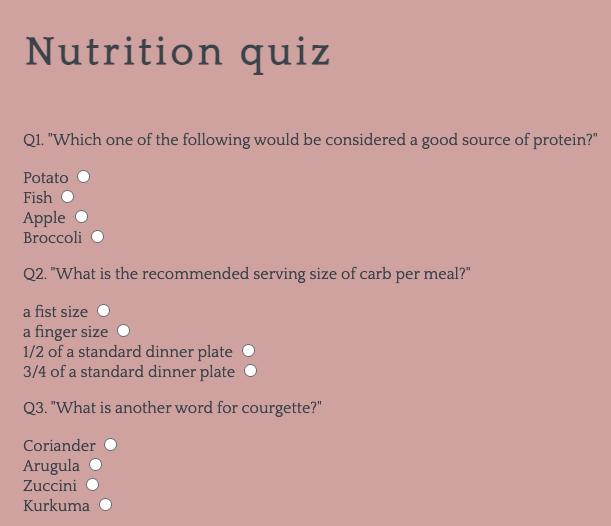 Nutrition quiz
Q1. "Which one of the following would be considered a good source of protein?"
Potato
Fish
Apple
Broccoli
Q2. "What is the recommended serving size of carb per meal?"
a fist size
a finger size
1/2 of a standard dinner plate
3/4 of a standard dinner plate
Q3. "What is another word for courgette?"
Coriander
Arugula
Zuccini
Kurkuma